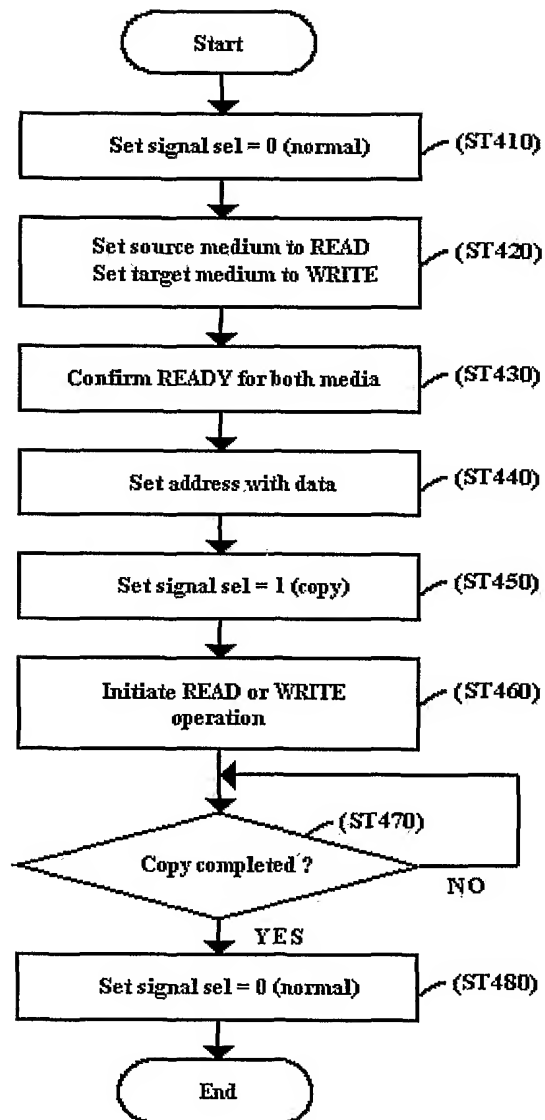 Start
Set signal sel = 0 (normal)
(ST410)
Set source medium to READ
Set target medium to WRITE
(ST420)
Confirm READY for both media
(ST430)
Set address with data
(ST440)
Set signal sel = 1 (copy)
(ST450)
Initiate READ or WRITE
operation
(ST460)
(ST470)
Copy completed ?
NO
YES
Set signal sel = 0 (normal)
(ST480)
End